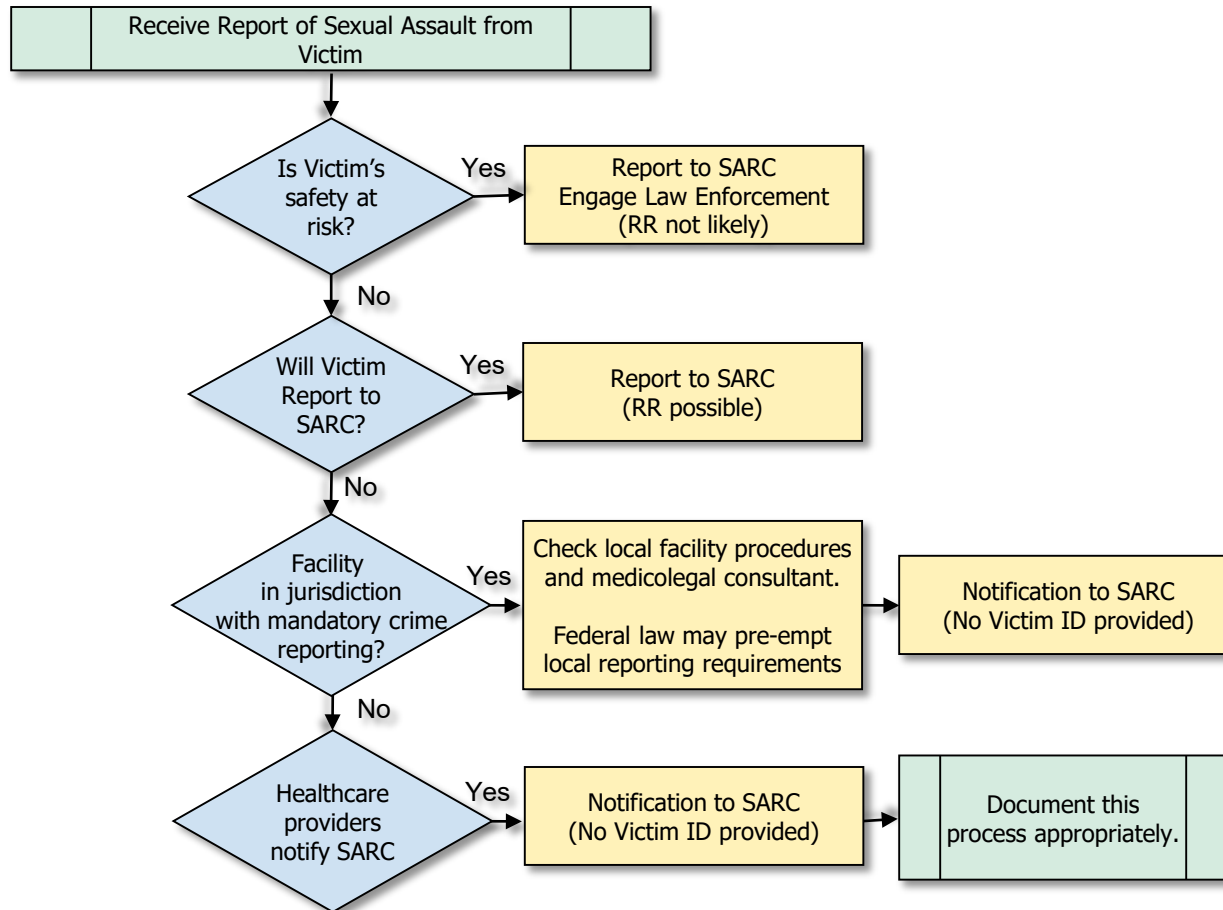 Receive Report of Sexual Assault from
Victim
Is Victim’s
safety at
risk?
Yes
Report to SARC
Engage Law Enforcement
(RR not likely)
No
Will Victim
Report to
SARC?
Yes
Report to SARC
(RR possible)
No
Facility
in jurisdiction
with mandatory crime
reporting?
Yes
Check local facility procedures
and medicolegal consultant.
Federal law may pre-empt
local reporting requirements
Notification to SARC
(No Victim ID provided)
No
Healthcare
providers
notify SARC
Yes
Notification to SARC
(No Victim ID provided)
Document this
process appropriately.